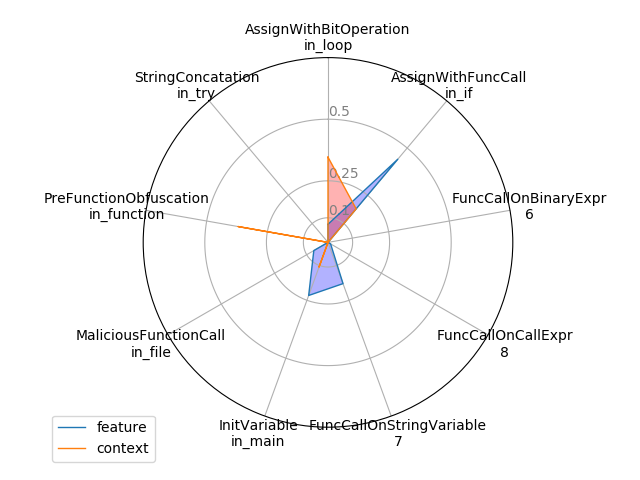 AssignWithBitOperation
in_loop
StringConcatation
in_try
AssignWithFuncCall
in_if
0.5
0.25
0.1
PreFunctionObfuscation
in_function
FuncCallOnBinaryExpr
6
MaliciousFunctionCall
in_file
FuncCallOnCallExpr
8
InitVariable
in_main
FuncCallOnStringVariable
7
feature
context